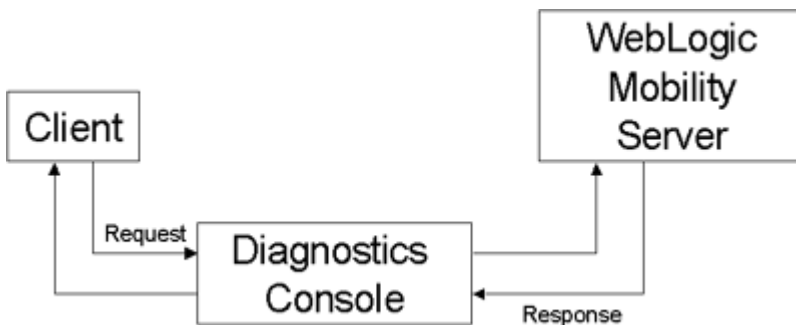 WebLogic
Mobility
Server
Client
Request
Diagnostics
Console
Response